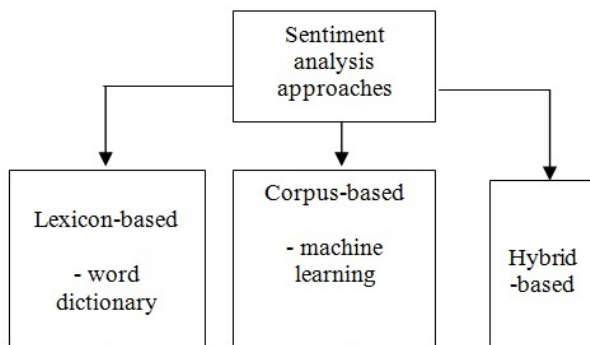 Sentiment
analysis
approaches
Lexicon-based
- word
dictionary
Corpus-based
- machine
learning
Hybrid
-based